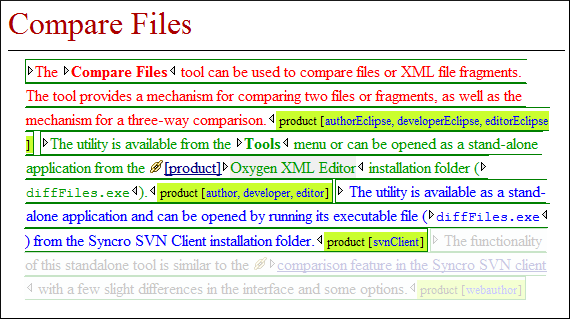 Compare Files
The Compare Files tool can be used to compare files or XML file fragments.
The tool provides a mechanism for comparing two files or fragments, as well as the
mechanism for a three-way comparison. product [authorEclipse, developerEclipse, editorEclipse
] The utility is available from the Tools menu or can be opened as a stand-alone
application from the [product] Oxygen XML Editor installation folder (
diffFiles.exe). product [author, developer, editor] The utility is available as a stand-
alone application and can be opened by running its executable file (diffFiles.exe
) from the Syncro SVN Client installation folder. product [svnClient] The functionality
of this standalone tool is similar to the comparison feature in the Syncro SVN client
with a few slight differences in the interface and some options. product [webauthor]